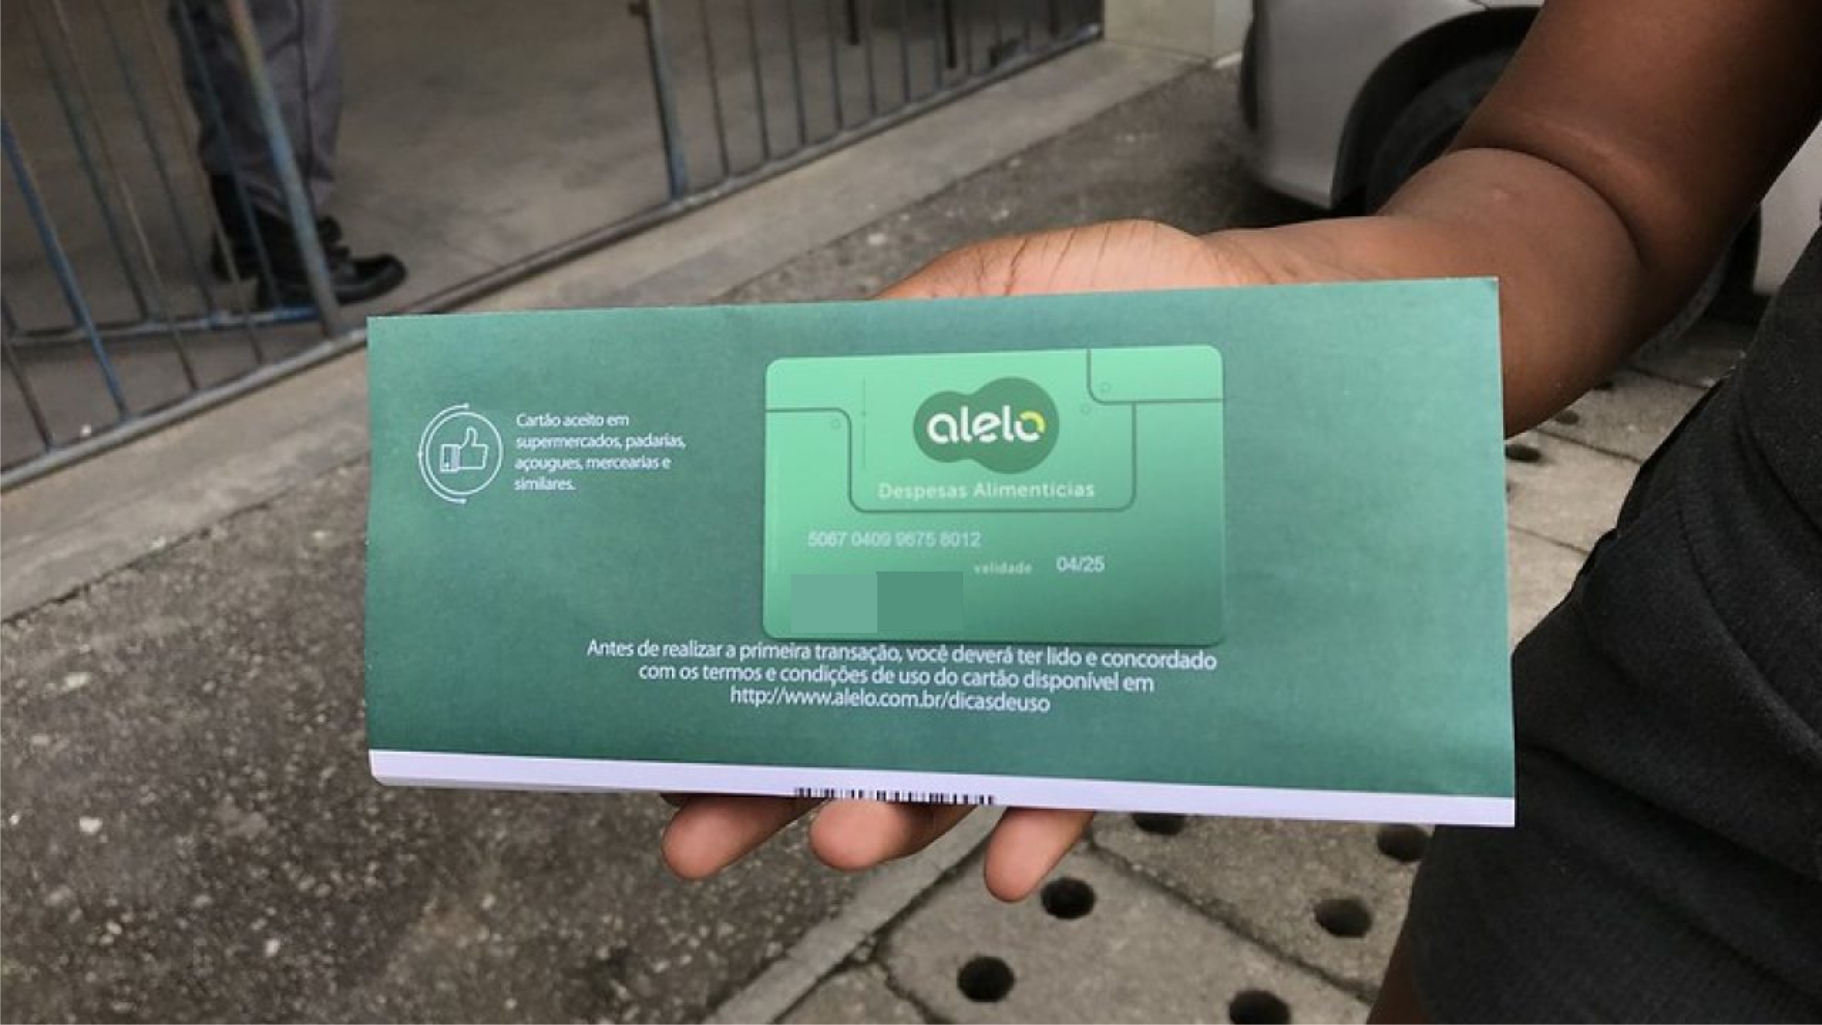 Cartão aceito em
supermercados, padarias,
açougues, mercearias e
similares.
alelo
Despesas Alimentícias
5067 0409 9675 8012
validade 04/25
Antes de realizar a primeira transação, você deverá ter lido e concordado
com os termos e condições de uso do cartão disponível em
http://www.alelo.com.br/dicasdeuso